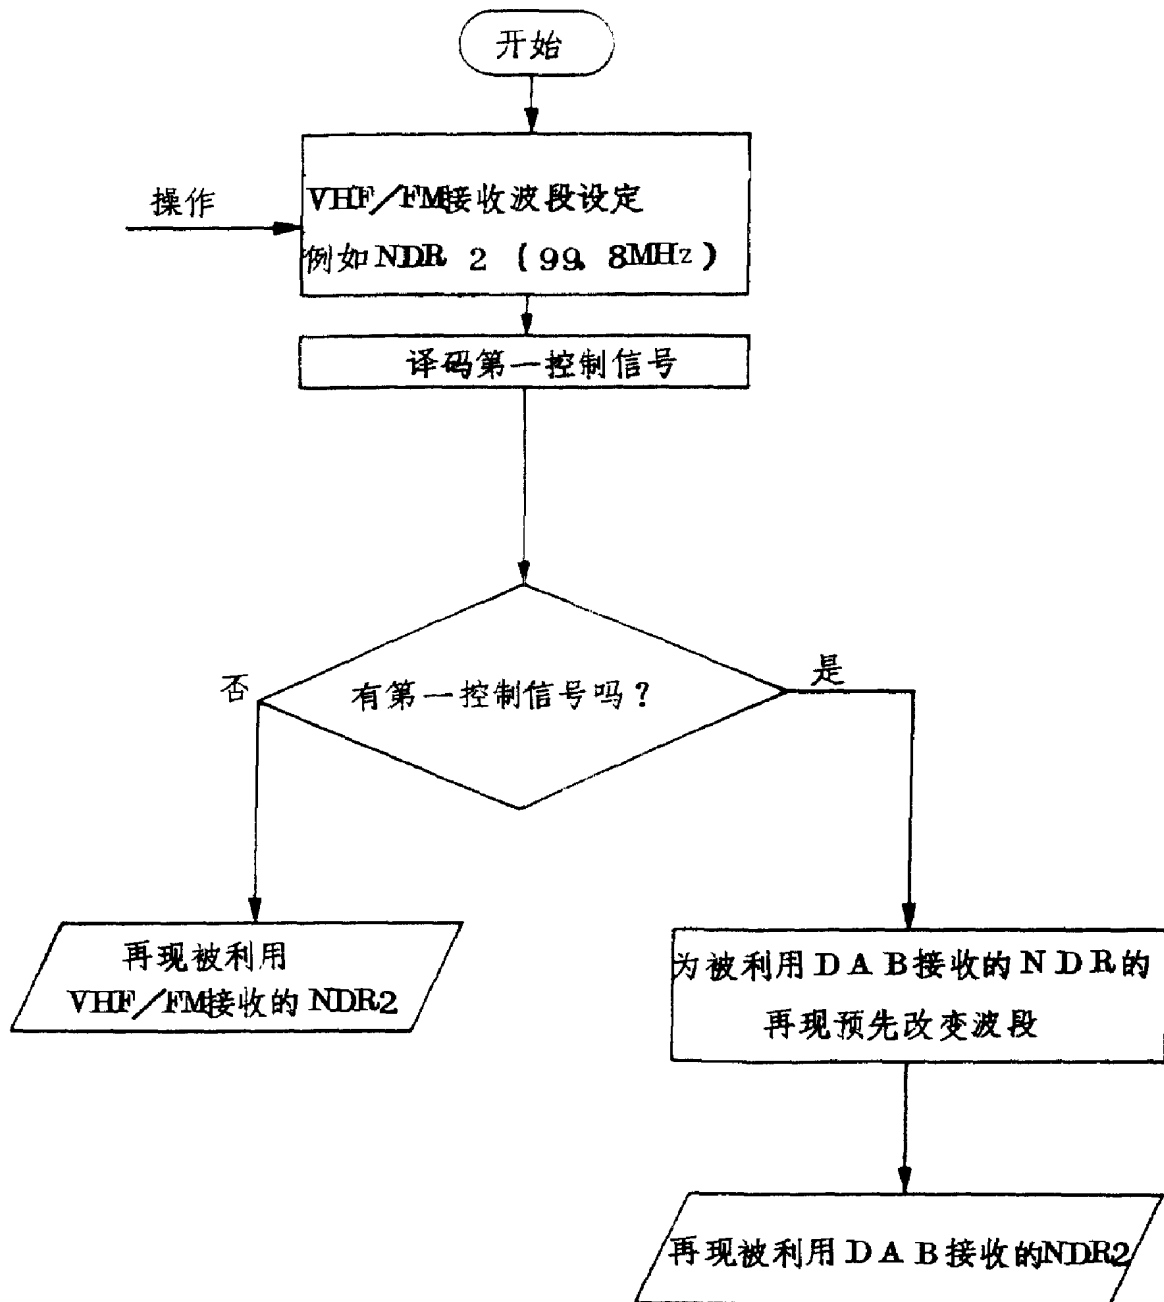 开始
操作
VHF/FM接收波段设定
例如NDR 2 (99.8MHz)
译码第一控制信号
否
有第一控制信号吗?
是
再现被利用
VHF/FM接收的NDR2
为被利用DAB接收的NDR的
再现预先改变波段
再现被利用DAB接收的NDR2